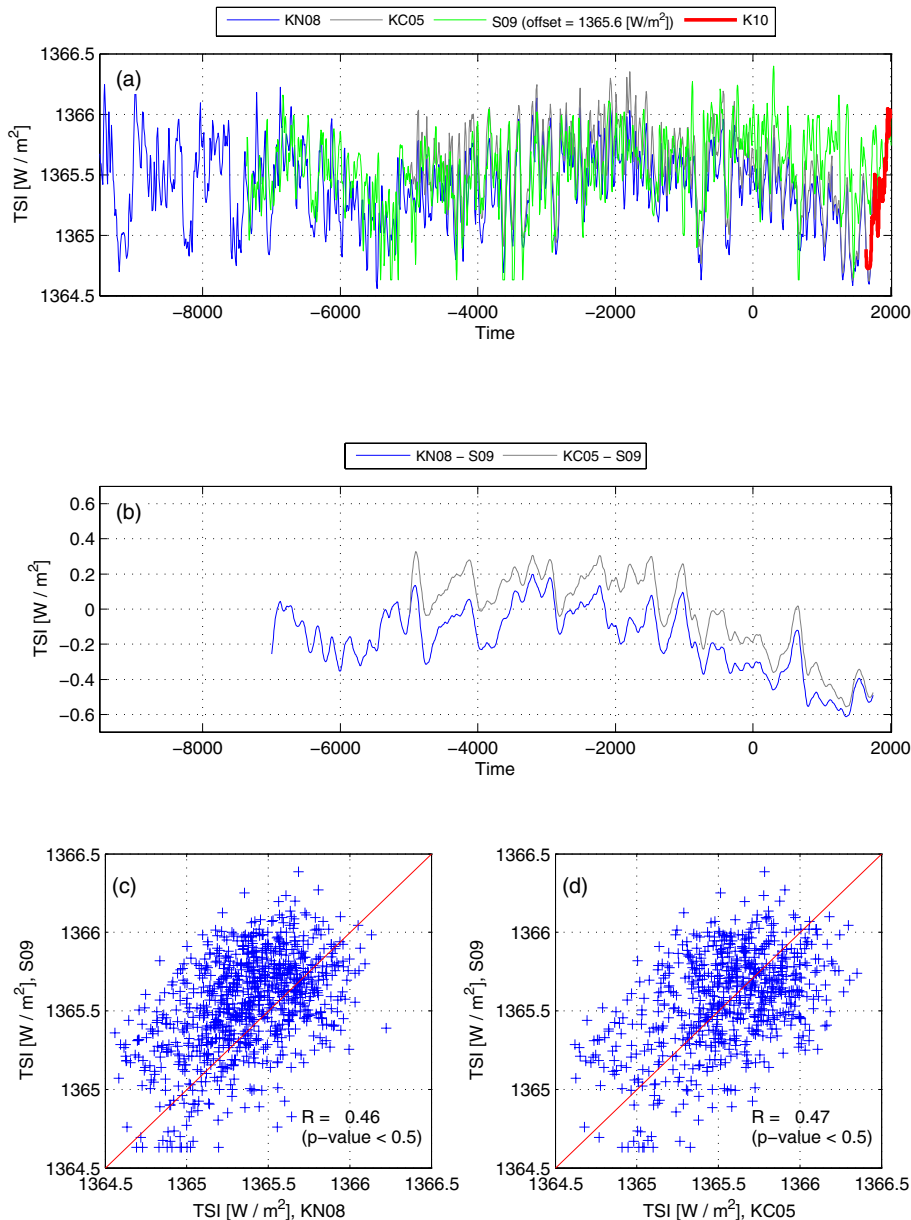 KN08 KC05 S09 (offset = 1365.6 [W/m²]) K10
(a)
TSI [W / m²]
1366.5
1366
1365.5
1365
1364.5
−8000 −6000 −4000 −2000 0 2000
Time
KN08 − S09 KC05 − S09
(b)
TSI [W / m²]
0.6
0.4
0.2
0
−0.2
−0.4
−0.6
−8000 −6000 −4000 −2000 0 2000
Time
(c)
TSI [W / m²], S09
1366.5
1366
1365.5
1365
1364.5
R = 0.46
(p−value < 0.5)
1364.5 1365 1365.5 1366 1366.5
TSI [W / m²], KN08
(d)
TSI [W / m²], S09
1366.5
1366
1365.5
1365
1364.5
R = 0.47
(p−value < 0.5)
1364.5 1365 1365.5 1366 1366.5
TSI [W / m²], KC05